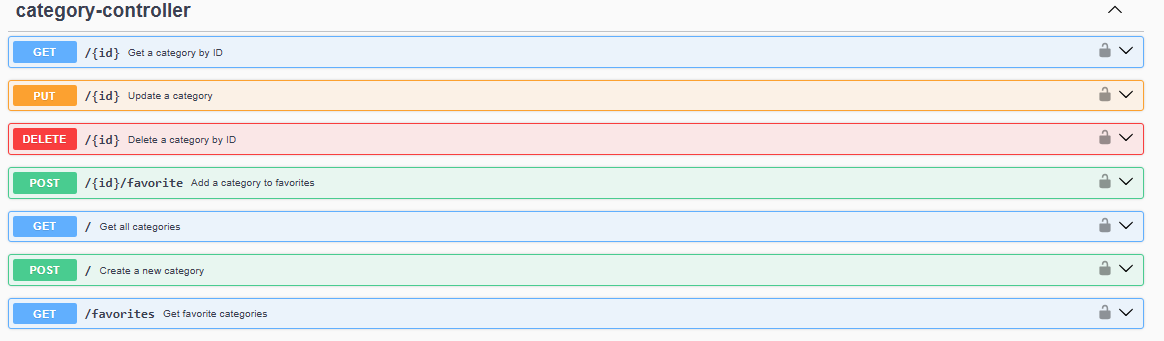 category-controller
GET /{id} Get a category by ID
PUT /{id} Update a category
DELETE /{id} Delete a category by ID
POST /{id}/favorite Add a category to favorites
GET / Get all categories
POST / Create a new category
GET /favorites Get favorite categories